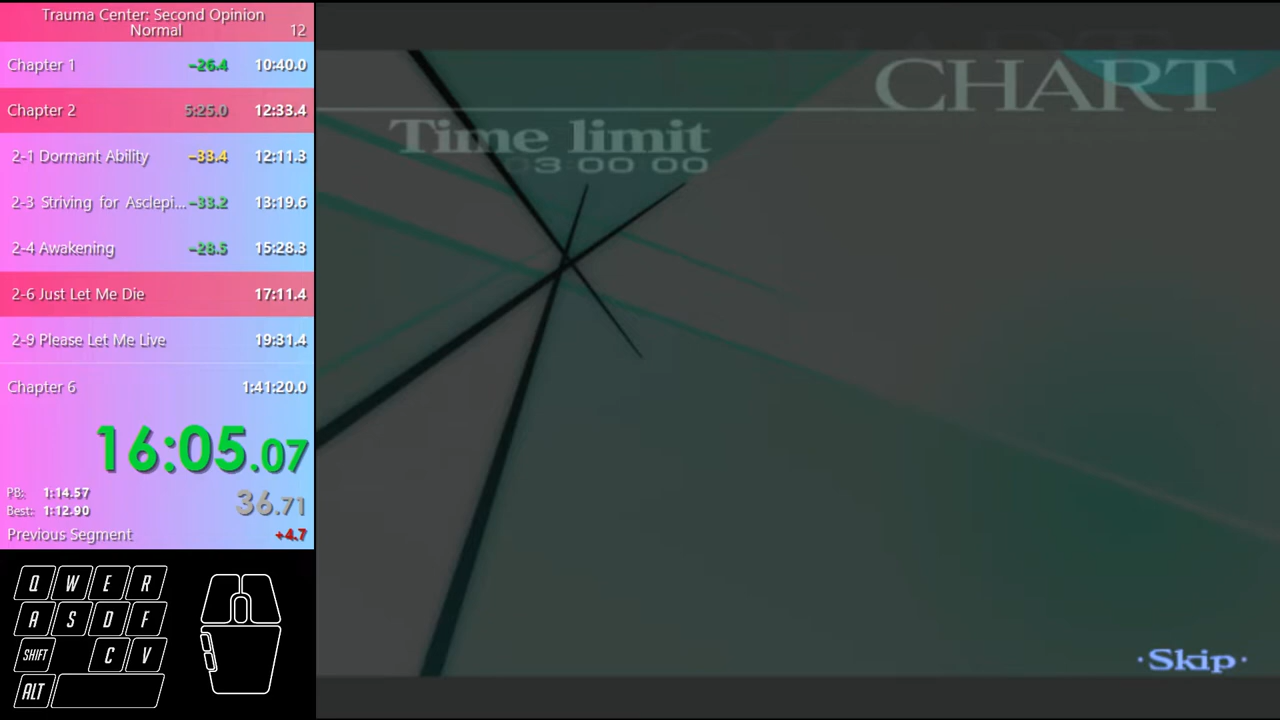 Trauma Center: Second Opinion
Normal 12
Chapter 1 -26.4 10:40.0
Chapter 2 5:25.0 12:33.4
2-1 Dormant Ability -33.4 12:11.3
2-3 Striving for Asclepi... -33.2 13:19.6
2-4 Awakening -28.5 15:28.3
2-6 Just Let Me Die 17:11.4
2-9 Please Let Me Live 19:31.4
Chapter 6 1:41:20.0
16:05.07
PB: 1:14.57
36.71
Best: 1:12.90
Previous Segment +4.7
Q W E R
A S D F
SHIFT C V
ALT
CHART
Time limit
03 00 00
·Skip·